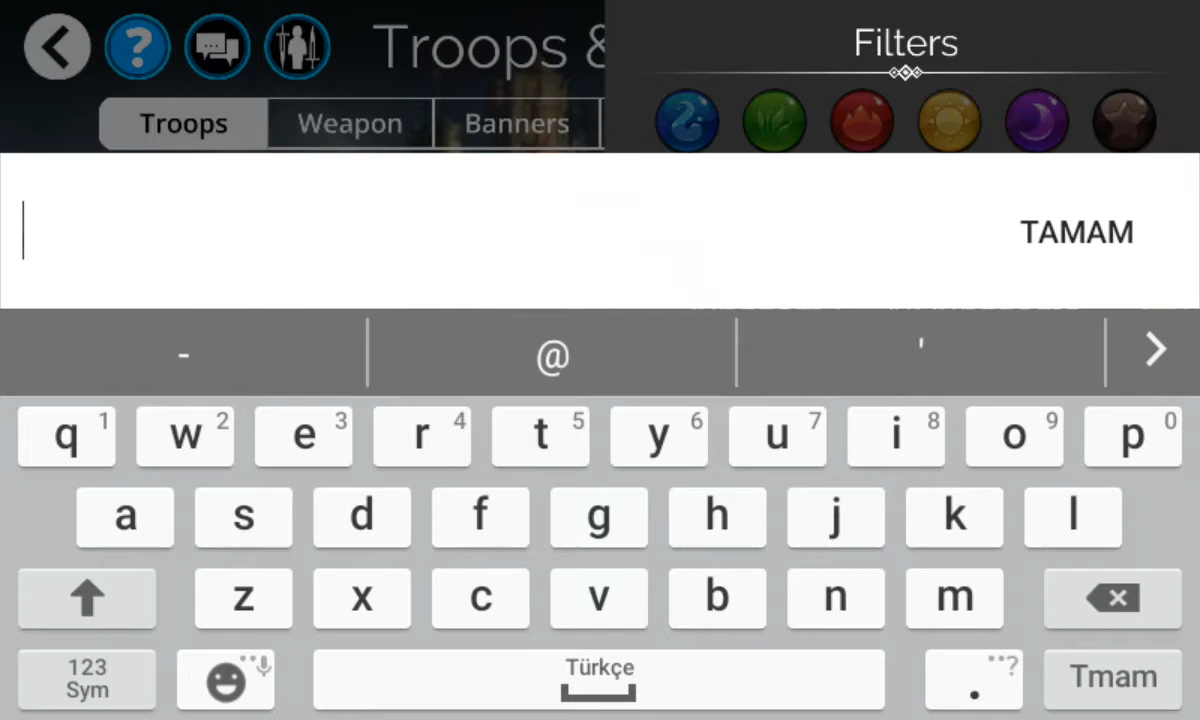 ? Troops &
Filters
Troops Weapon Banners
TAMAM
- @ '
q 1 w 2 e 3 r 4 t 5 y 6 u 7 i 8 o 9 p 0
a s d f g h j k l
z x c v b n m
123
Sym
Türkçe
. ?
Tmam